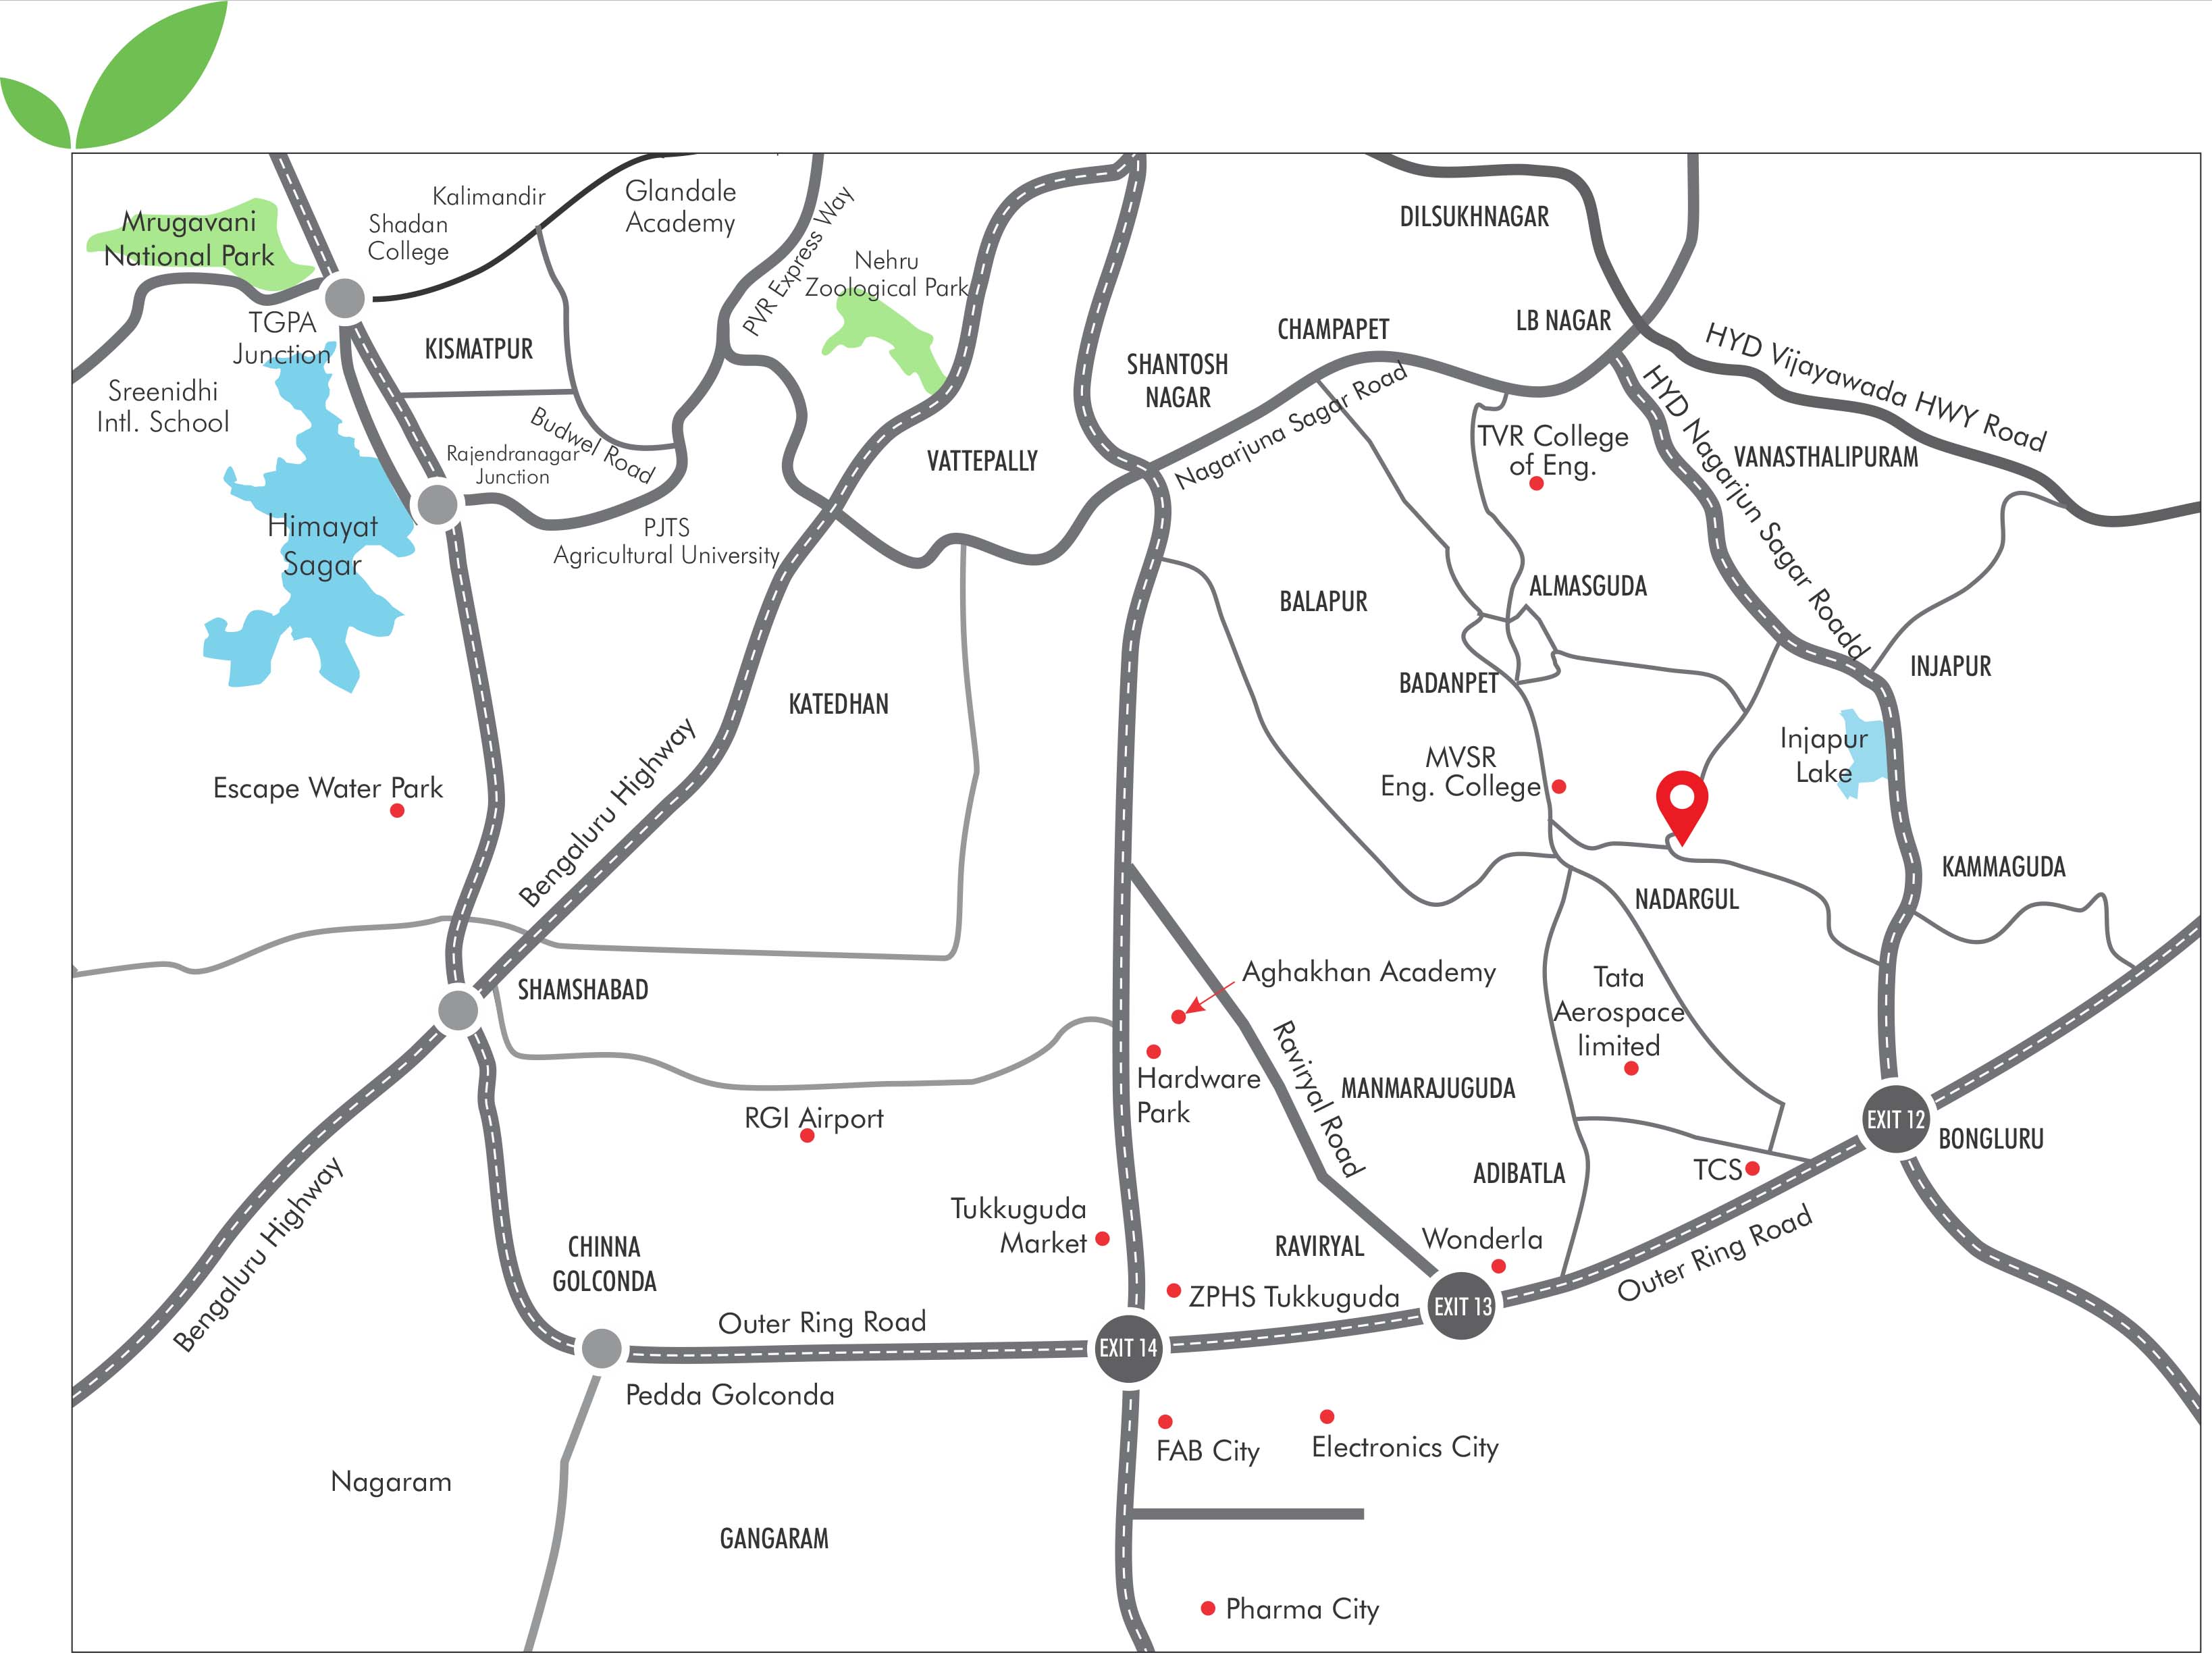 Mrugavani
National Park
Kalimandir
Shadan
College
Glandale
Academy
PVR Express Way
Nehru
Zoological Park
DILSUKHNAGAR
TGPA
Junction
KISMATPUR
Sreenidhi
Intl. School
Budwel Road
Rajendranagar
Junction
Himayat
Sagar
PJTS
Agricultural University
VATTEPALLY
SHANTOSH
NAGAR
CHAMPAPET
LB NAGAR
Nagarjuna Sagar Road
HYD Vijayawada HWY Road
HYD Nagarjun Sagar Roadd
TVR College
of Eng.
VANASTHALIPURAM
BALAPUR
ALMASGUDA
BADANPET
INJAPUR
KATEDHAN
MVSR
Eng. College
Injapur
Lake
Escape Water Park
Bengaluru Highway
KAMMAGUDA
NADARGUL
SHAMSHABAD
Aghakhan Academy
Tata
Aerospace
limited
Hardware
Park
Raviryal Road
MANMARAJUGUDA
RGI Airport
EXIT 12
BONGLURU
TCS
ADIBATLA
Bengaluru Highway
Tukkuguda
Market
CHINNA
GOLCONDA
RAVIRYAL
Wonderla
Outer Ring Road
ZPHS Tukkuguda
EXIT 13
Outer Ring Road
EXIT 14
Pedda Golconda
FAB City
Electronics City
Nagaram
GANGARAM
Pharma City